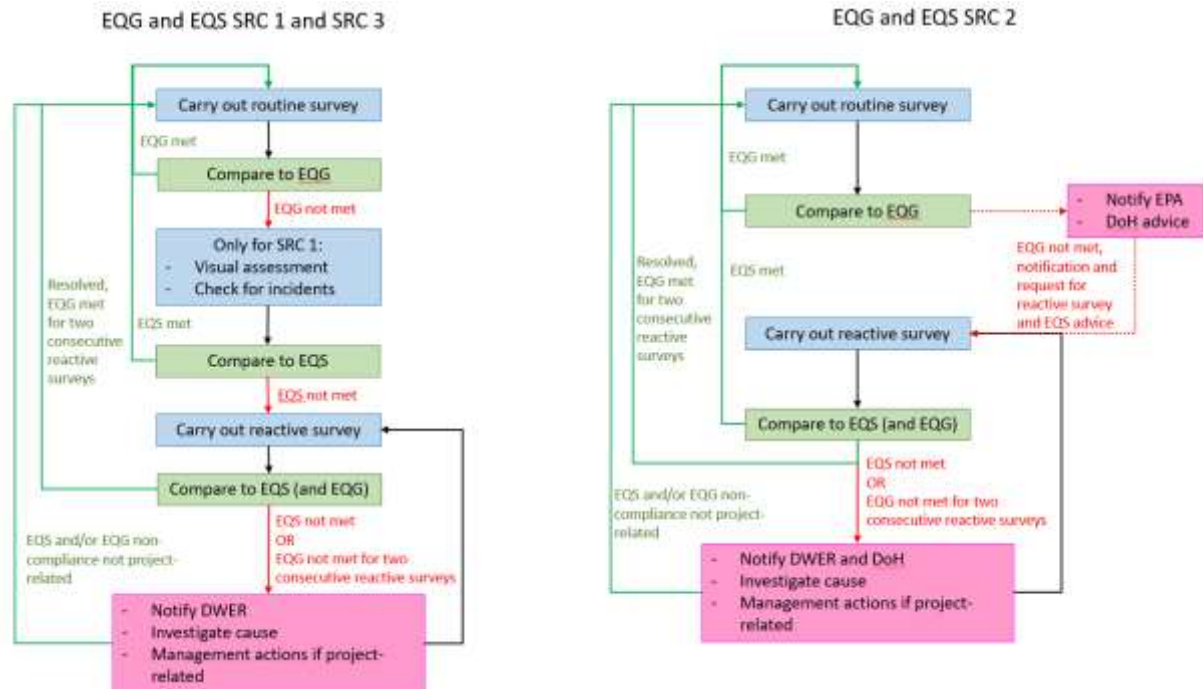 EQG and EQS SRC 1 and SRC 3
Carry out routine survey
EQG met
Compare to EQG
EQG not met
Only for SRC 1:
- Visual assessment
- Check for incidents
Resolved,
EQG met
for two
consecutive
reactive
surveys
EQS met
Compare to EQS
EQS not met
Carry out reactive survey
Compare to EQS (and EQG)
EQS and/or EQG non-
compliance not project-
related
EQS not met
OR
EQG not met for two
consecutive reactive surveys
- Notify DWER
- Investigate cause
- Management actions if project-
related
EQG and EQS SRC 2
Carry out routine survey
EQG met
Compare to EQG
- Notify EPA
- DoH advice
EQG not met,
notification and
request for
reactive survey
and EQS advice
Resolved,
EQG met
for two
consecutive
reactive
surveys
EQS met
Carry out reactive survey
Compare to EQS (and EQG)
EQS and/or EQG non-
compliance not project-
related
EQS not met
OR
EQG not met for two
consecutive reactive surveys
- Notify DWER and DoH
- Investigate cause
- Management actions if project-
related